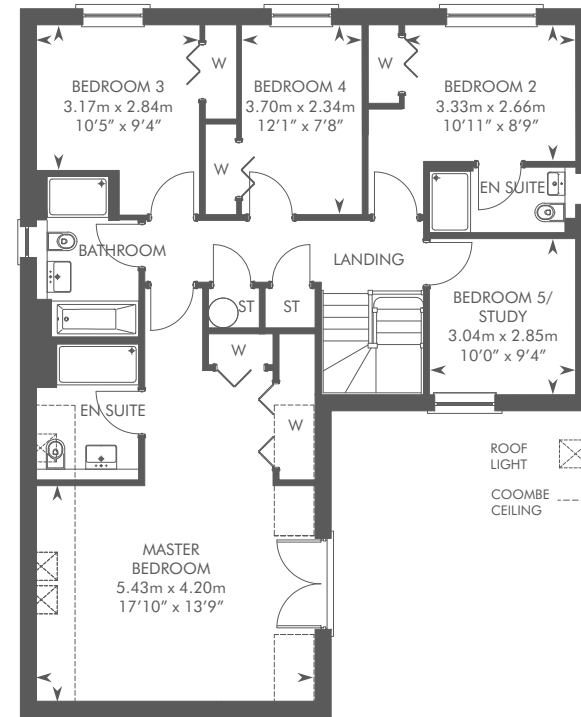 BEDROOM 3
3.17m x 2.84m
10’5” x 9’4”
W
W
BEDROOM 4
3.70m x 2.34m
12’1” x 7’8”
W
BEDROOM 2
3.33m x 2.66m
10’11” x 8’9”
EN SUITE
BATHROOM
LANDING
ST
ST
BEDROOM 5/
STUDY
3.04m x 2.85m
10’0” x 9’4”
W
W
EN SUITE
MASTER
BEDROOM
5.43m x 4.20m
17’10” x 13’9”
ROOF
LIGHT
COOMBE
CEILING